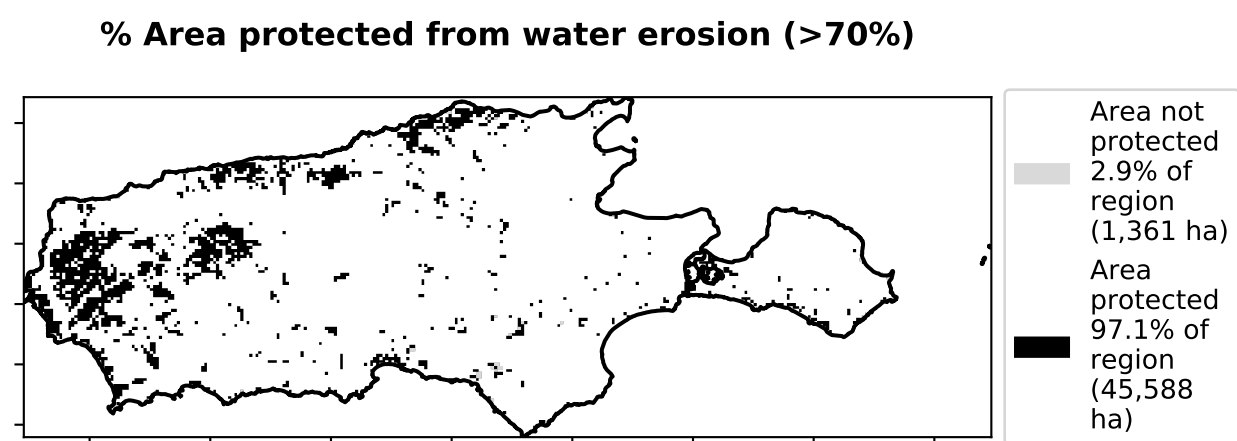 % Area protected from water erosion (>70%)
Area not
protected
2.9% of
region
(1,361 ha)
Area
protected
97.1% of
region
(45,588
ha)